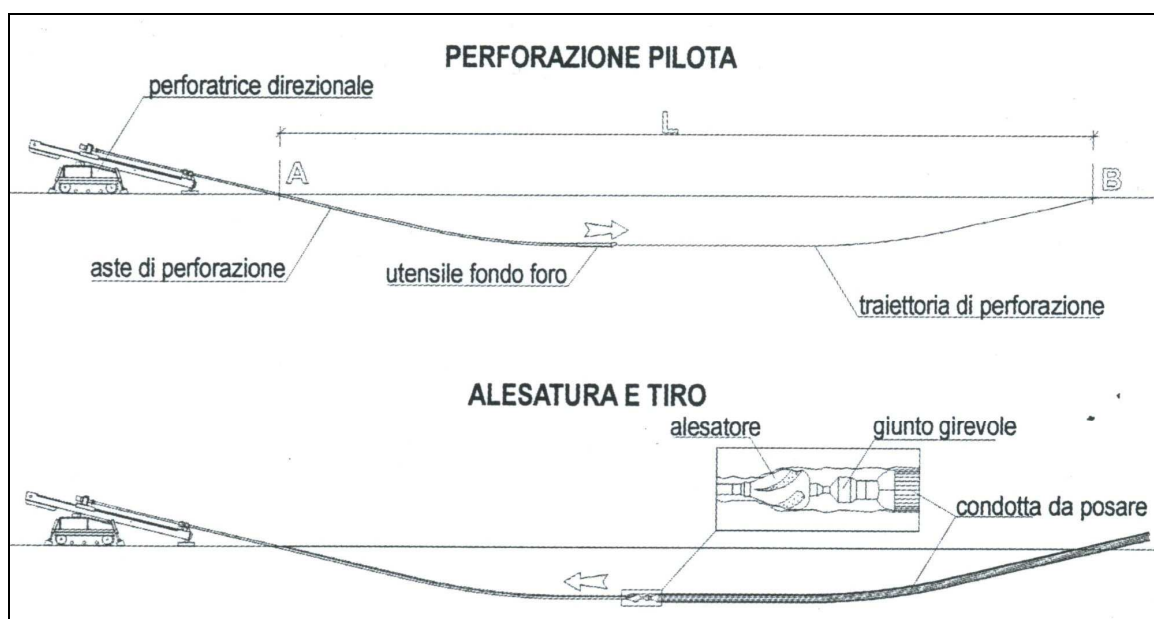 PERFORAZIONE PILOTA
perforatrice direzionale
L
A
B
aste di perforazione
utensile fondo foro
traiettoria di perforazione
ALESATURA E TIRO
alesatore
giunto girevole
condotta da posare